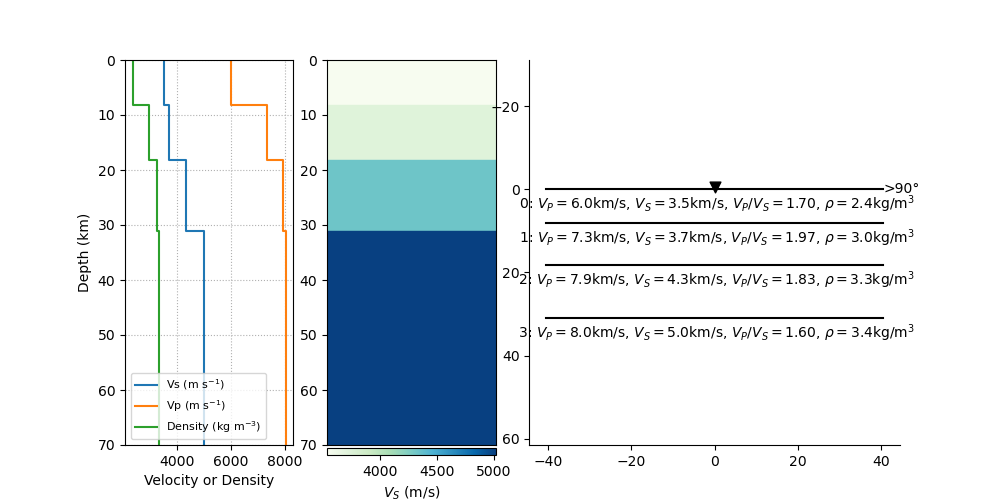 0
10
20
30
40
50
60
70
Depth (km)
4000 6000 8000
Velocity or Density
Vs (m s⁻¹)
Vp (m s⁻¹)
Density (kg m⁻³)
0
10
20
30
40
50
60
70
4000 4500 5000
V_S (m/s)
−20
0
20
40
60
−40 −20 0 20 40
>90°
0: V_P = 6.0km/s, V_S = 3.5km/s, V_P/V_S = 1.70, ρ = 2.4kg/m³
1: V_P = 7.3km/s, V_S = 3.7km/s, V_P/V_S = 1.97, ρ = 3.0kg/m³
2: V_P = 7.9km/s, V_S = 4.3km/s, V_P/V_S = 1.83, ρ = 3.3kg/m³
3: V_P = 8.0km/s, V_S = 5.0km/s, V_P/V_S = 1.60, ρ = 3.4kg/m³